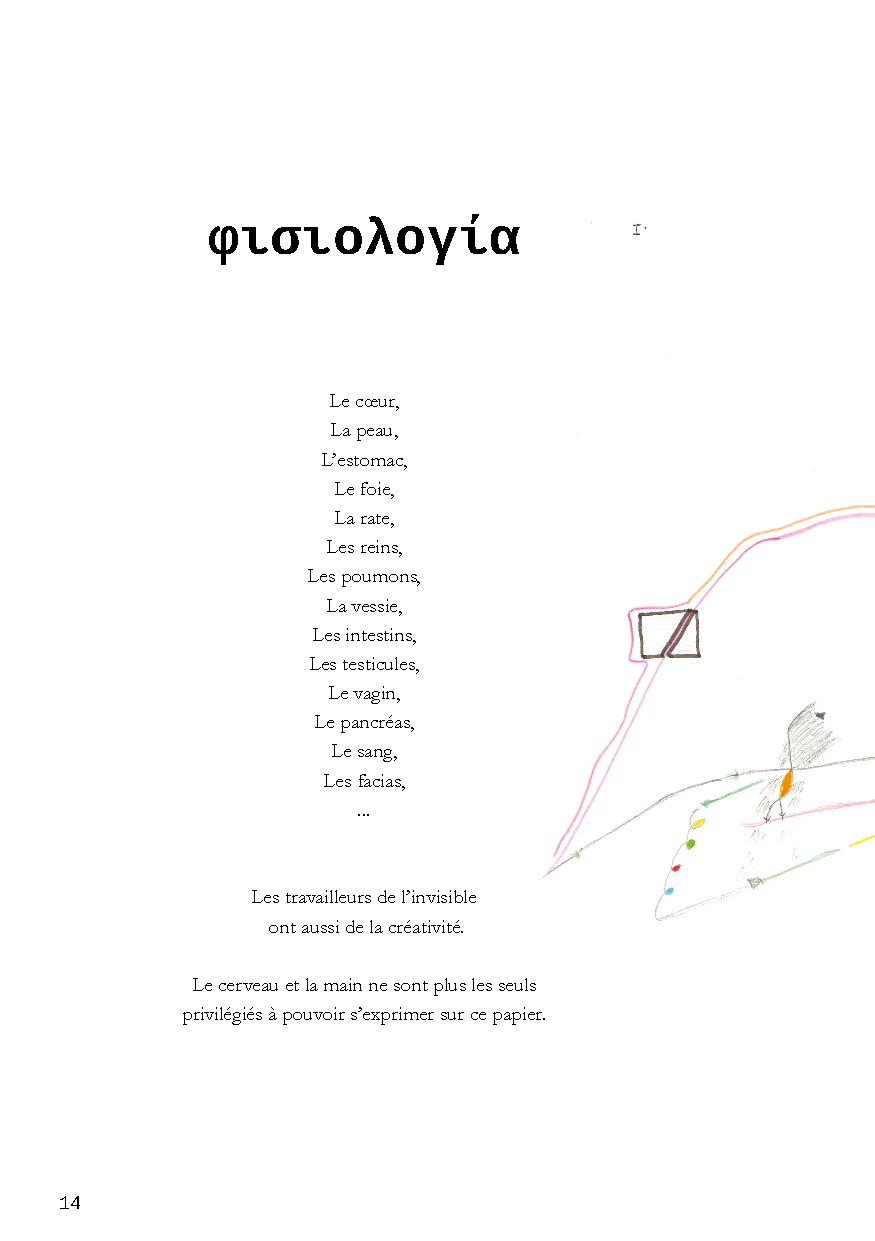 φισιολογία
I.
Le cœur,
La peau,
L’estomac,
Le foie,
La rate,
Les reins,
Les poumons,
La vessie,
Les intestins,
Les testicules,
Le vagin,
Le pancréas,
Le sang,
Les facias,
...
Les travailleurs de l’invisible
ont aussi de la créativité.
Le cerveau et la main ne sont plus les seuls
privilégiés à pouvoir s’exprimer sur ce papier.
14